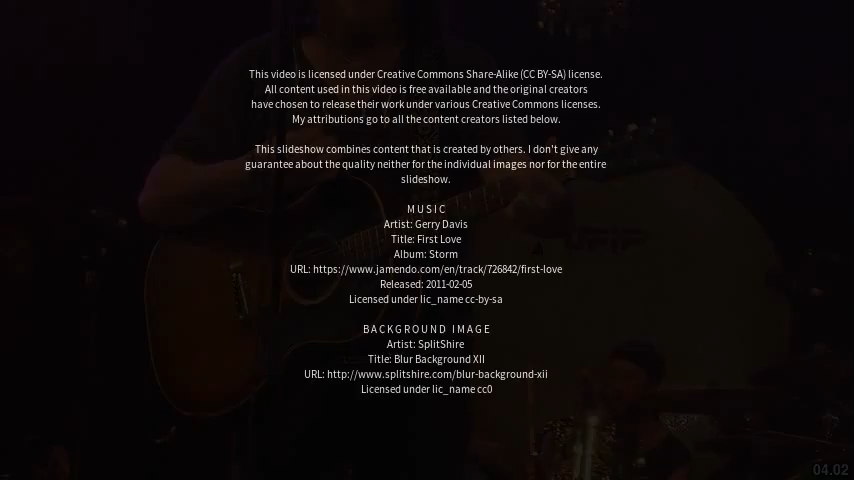 This video is licensed under Creative Commons Share-Alike (CC BY-SA) license.
All content used in this video is free available and the original creators
have chosen to release their work under various Creative Commons licenses.
My attributions go to all the content creators listed below.
This slideshow combines content that is created by others. I don't give any
guarantee about the quality neither for the individual images nor for the entire
slideshow.
MUSIC
Artist: Gerry Davis
Title: First Love
Album: Storm
URL: https://www.jamendo.com/en/track/726842/first-love
Released: 2011-02-05
Licensed under lic_name cc-by-sa
BACKGROUND IMAGE
Artist: SplitShire
Title: Blur Background XII
URL: http://www.splitshire.com/blur-background-xii
Licensed under lic_name cc0
04.02